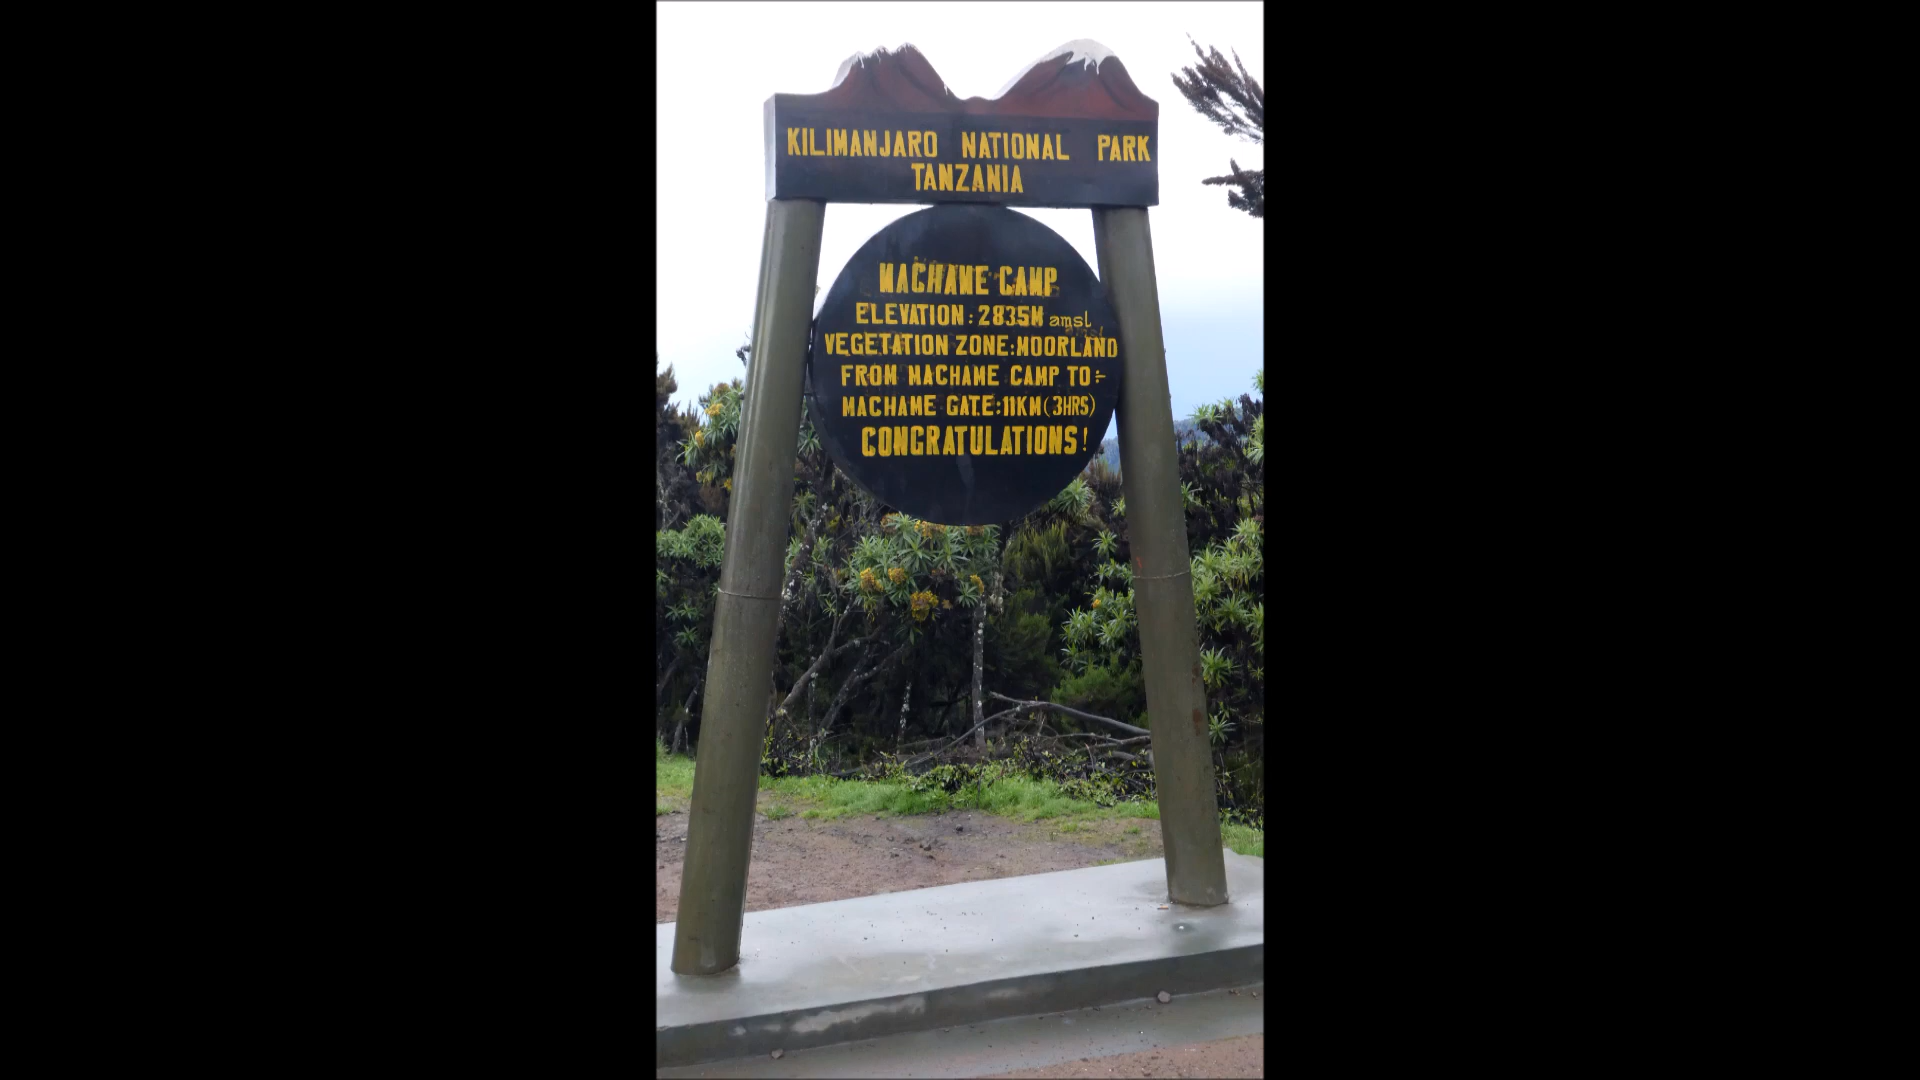 KILIMANJARO NATIONAL PARK
TANZANIA
MACHAME CAMP
ELEVATION: 2835M amsl
VEGETATION ZONE:MOORLAND
FROM MACHAME CAMP TO:-
MACHAME GATE:11KM(3HRS)
CONGRATULATIONS!